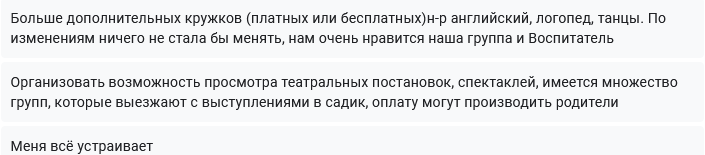 Больше дополнительных кружков (платных или бесплатных)н-р английский, логопед, танцы. По
изменениям ничего не стала бы менять, нам очень нравится наша группа и Воспитатель
Организовать возможность просмотра театральных постановок, спектаклей, имеется множество
групп, которые выезжают с выступлениями в садик, оплату могут производить родители
Меня всё устраивает